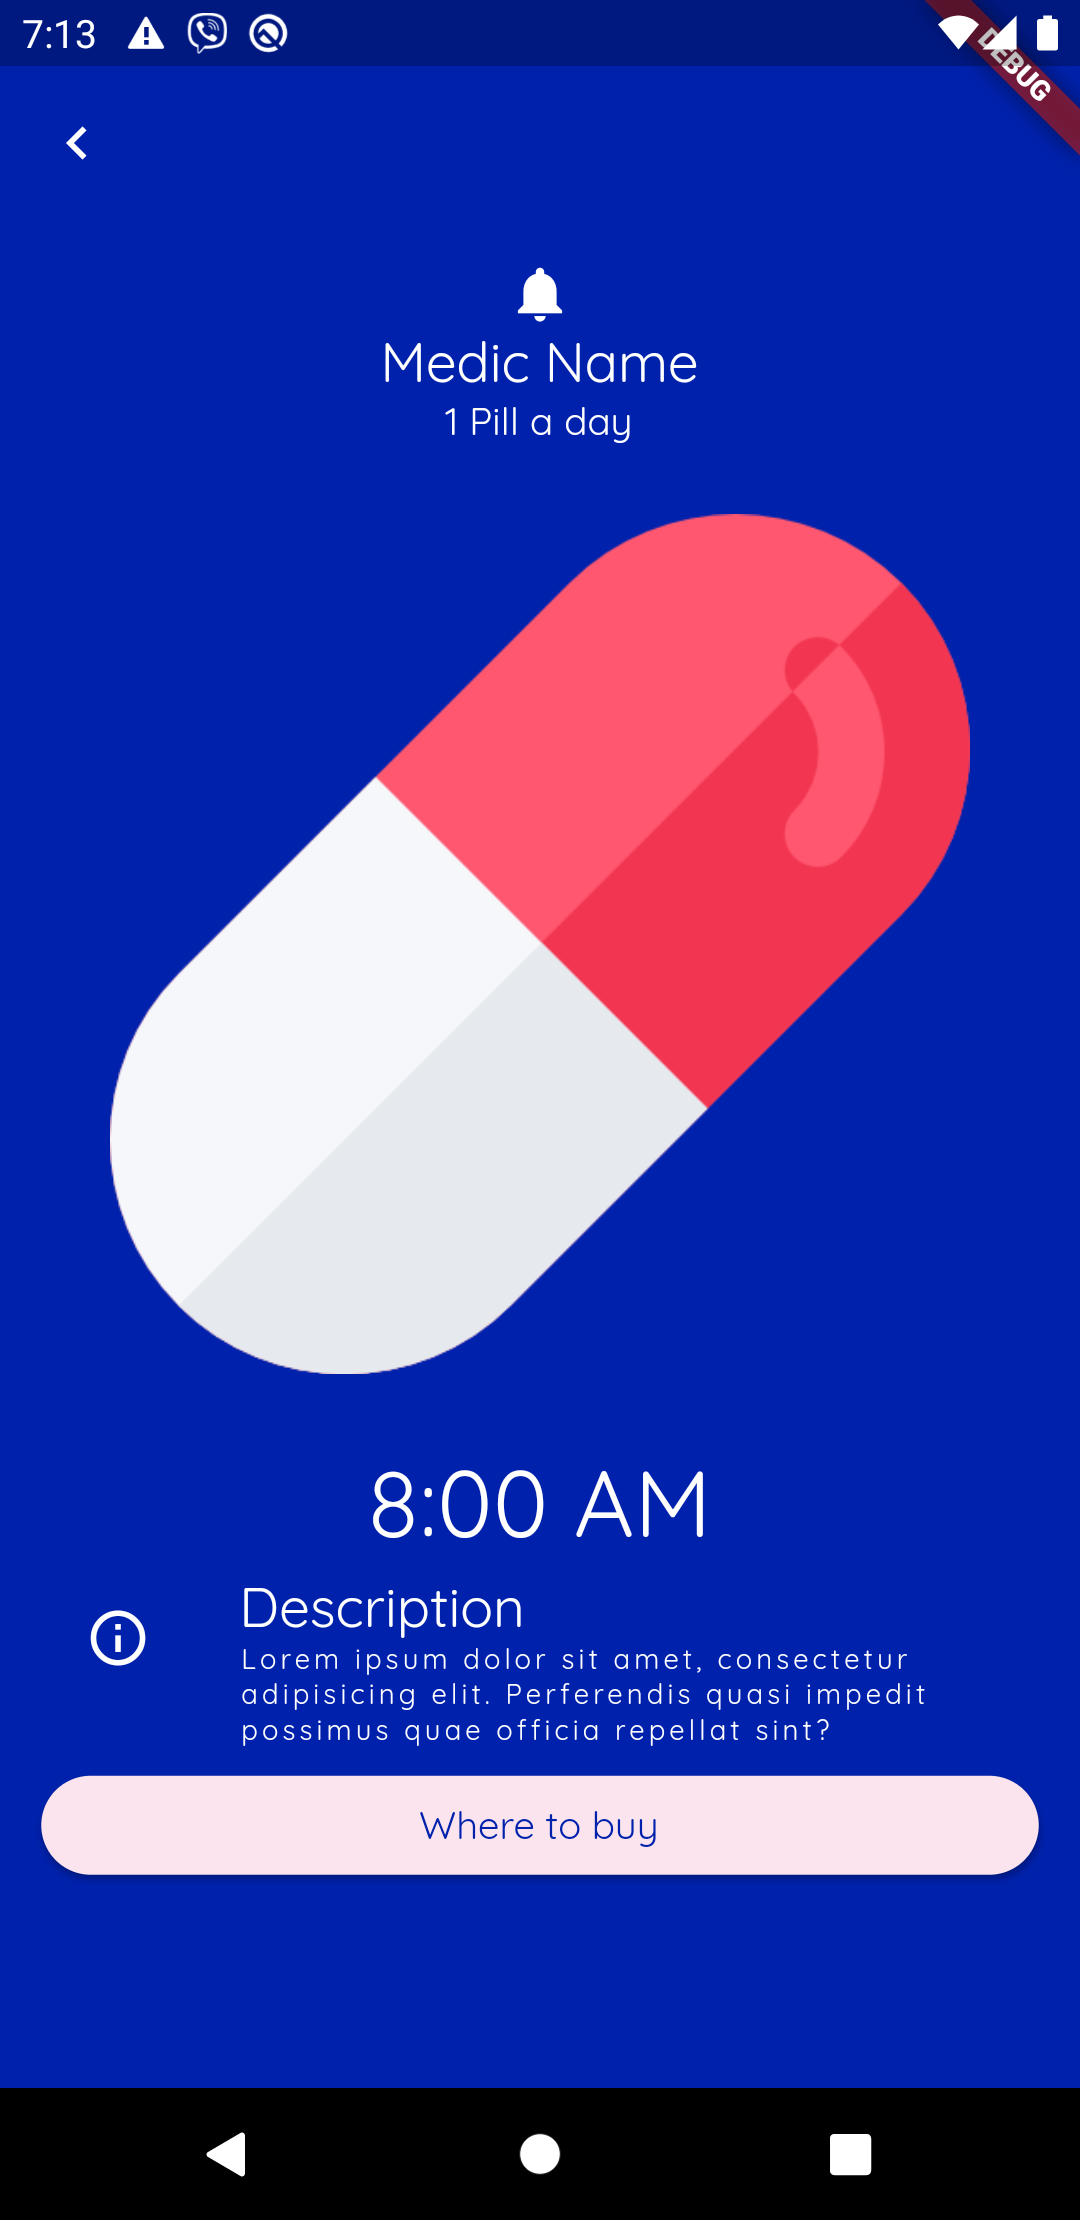 7:13
DEBUG
Medic Name
1 Pill a day
8:00 AM
Description
Lorem ipsum dolor sit amet, consectetur
adipisicing elit. Perferendis quasi impedit
possimus quae officia repellat sint?
Where to buy